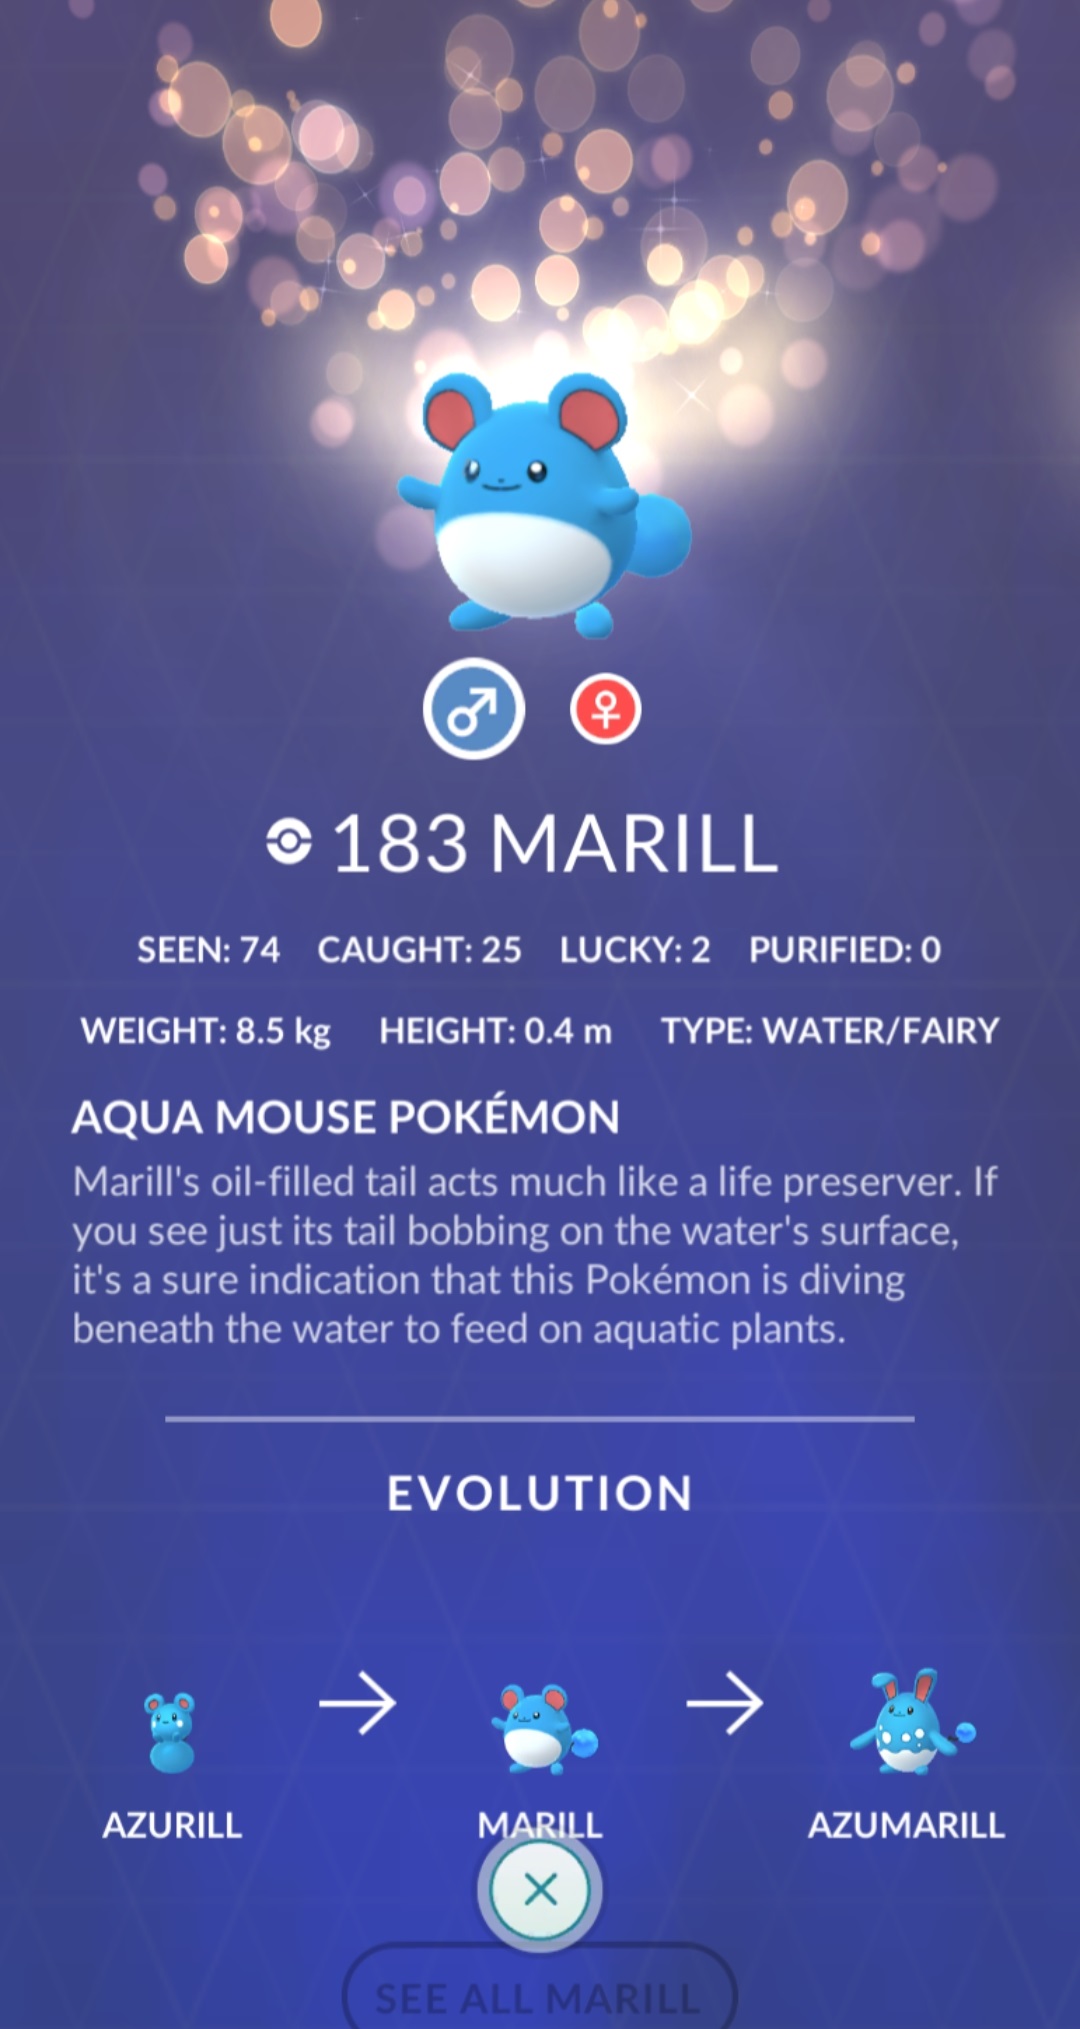 183 MARILL
SEEN: 74 CAUGHT: 25 LUCKY: 2 PURIFIED: 0
WEIGHT: 8.5 kg HEIGHT: 0.4 m TYPE: WATER/FAIRY
AQUA MOUSE POKÉMON
Marill's oil-filled tail acts much like a life preserver. If
you see just its tail bobbing on the water's surface,
it's a sure indication that this Pokémon is diving
beneath the water to feed on aquatic plants.
EVOLUTION
AZURILL MARILL AZUMARILL
SEE ALL MARILL